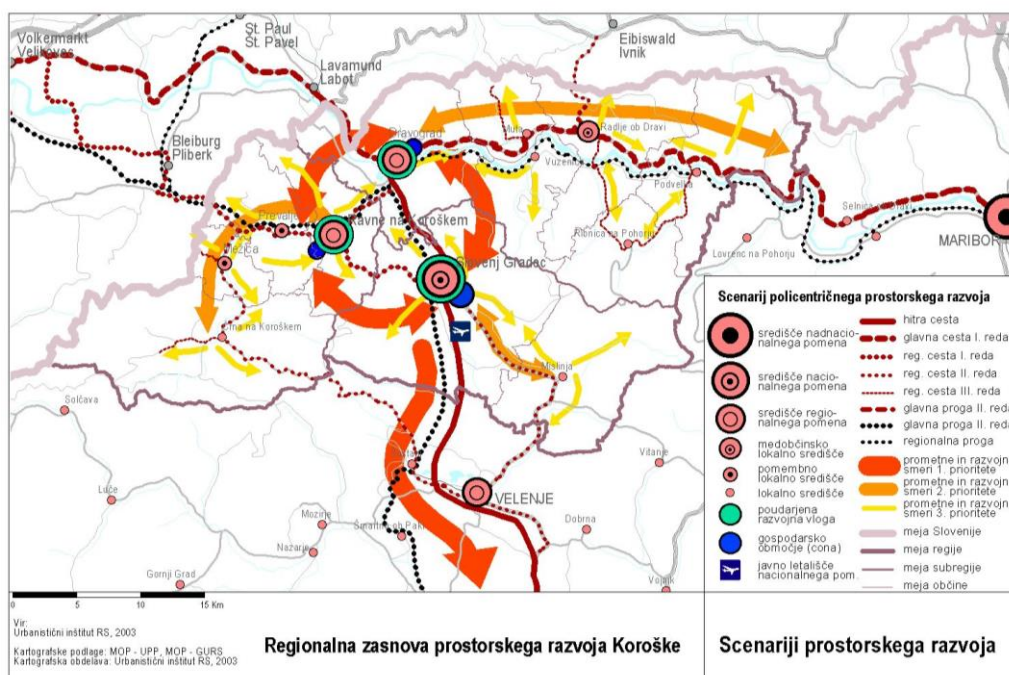 St. Paul
St. Pavel
Volkermarkt
Velikovec
Eibiswald
Ivnik
Lavamund
Labot
Bleiburg
Pliberk
Dravograd
Muta
Radlje ob Dravi
Vuzenica
Podvelka
Prevalje
Ravne na Koroškem
Ribnica na Pohorju
Selnica ob Dravi
MARIBOR
Mežica
Slovenj Gradec
Lovrenc na Pohorju
Črna na Koroškem
Mislinja
Solčava
Vitanje
Luče
VELENJE
Mozirje
Šmartno ob Paki
Dobrna
Nazarje
Gornji Grad
Vojnik
Scenarij policentričnega prostorskega razvoja
središče nadnacio-
nalnega pomena
središče nacio-
nalnega pomena
središče regio-
nalnega pomena
medobčinsko
lokalno središče
pomembno
lokalno središče
lokalno središče
poudarjena
razvojna vloga
gospodarsko
območje (cona)
javno letališče
nacionalnega pom.
hitra cesta
glavna cesta I. reda
reg. cesta I. reda
reg. cesta II. reda
reg. cesta III. reda
glavna proga II. reda
glavna proga II. reda
regionalna proga
prometne in razvojn
smeri 1. prioritete
prometne in razvojn
smeri 2. prioritete
prometne in razvojn
smeri 3. prioritete
meja Slovenije
meja regije
meja subregije
meja občine
0 5 10 15 Km
Vir:
Urbanistični inštitut RS, 2003
Kartografske podlage: MOP - UPP, MOP - GURS
Kartografska obdelava: Urbanistični inštitut RS, 2003
Regionalna zasnova prostorskega razvoja Koroške
Scenariji prostorskega razvoja